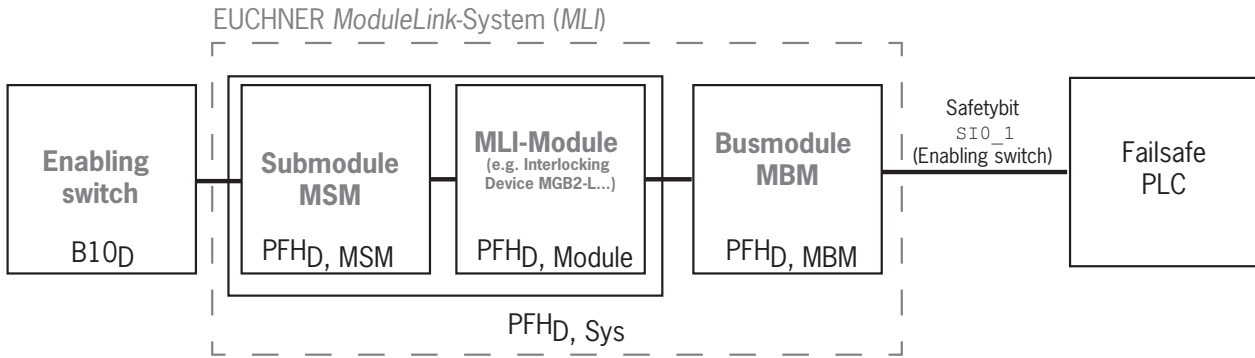 EUCHNER ModuleLink-System (MLI)
Enabling
switch
B10D
Submodule
MSM
PFHD, MSM
MLI-Module
(e.g. Interlocking
Device MGB2-L...)
PFHD, Module
Busmodule
MBM
PFHD, MBM
Safetybit
SI0_1
(Enabling switch)
Failsafe
PLC
PFHD, Sys